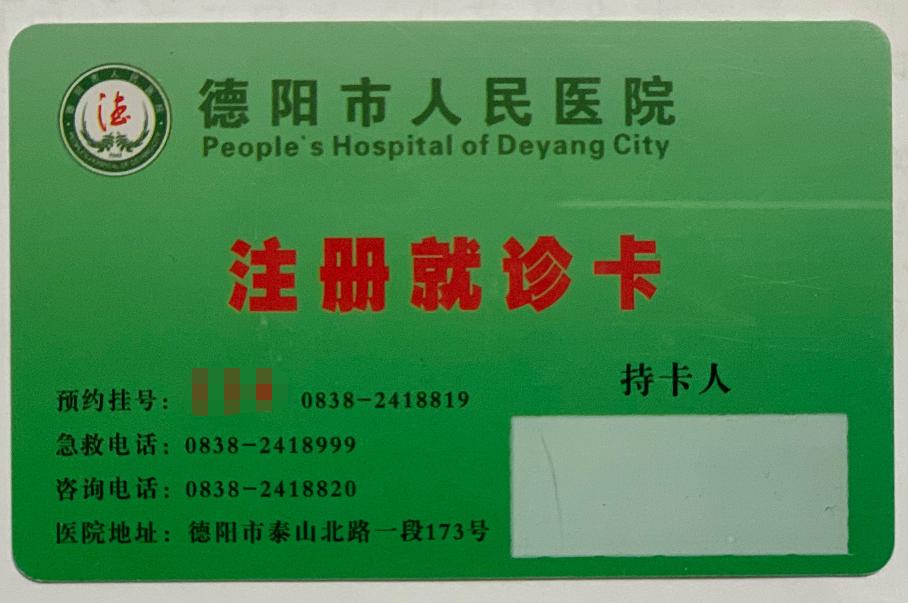 德阳市人民医院
People's Hospital of Deyang City
注册就诊卡
持卡人
预约挂号： 0838-2418819
急救电话：0838-2418999
咨询电话：0838-2418820
医院地址：德阳市泰山北路一段173号
德